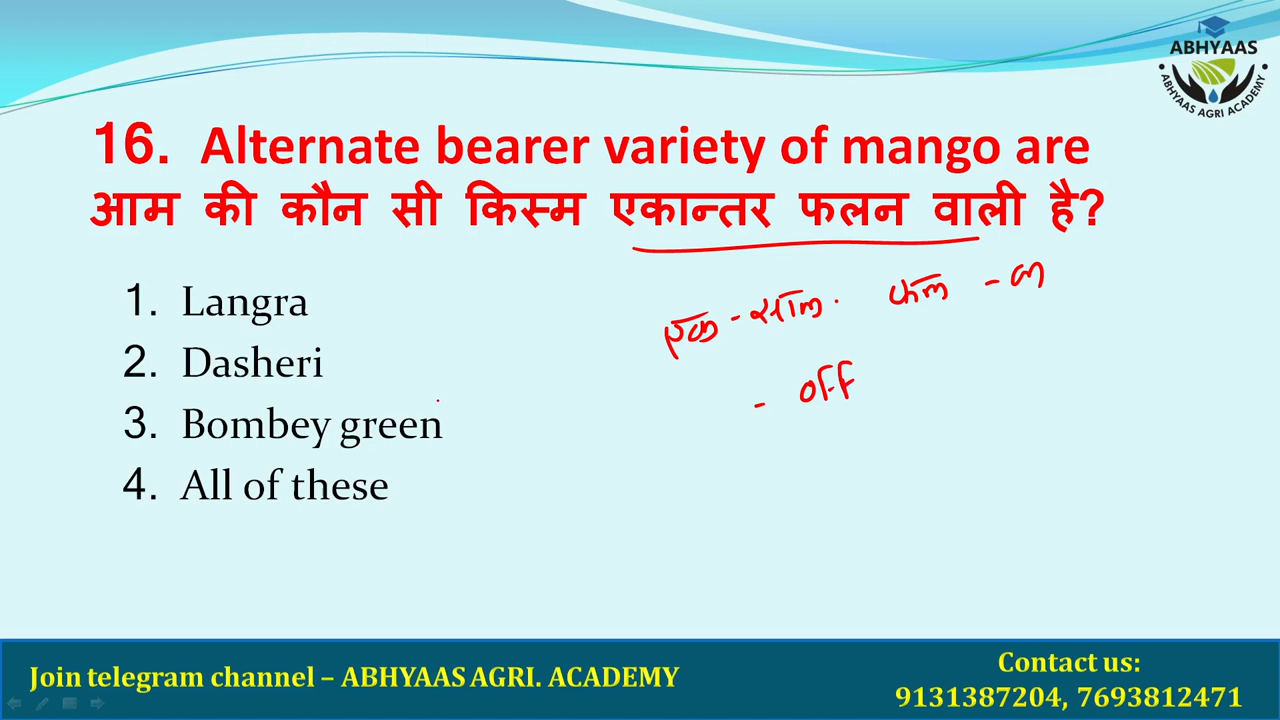 ABHYAAS
ABHYAAS AGRI ACADEMY
16. Alternate bearer variety of mango are
आम की कौन सी किस्म एकान्तर फलन वाली है?
1. Langra
2. Dasheri
3. Bombey green
4. All of these
एक - साल
- off
Join telegram channel – ABHYAAS AGRI. ACADEMY
Contact us:
9131387204, 7693812471